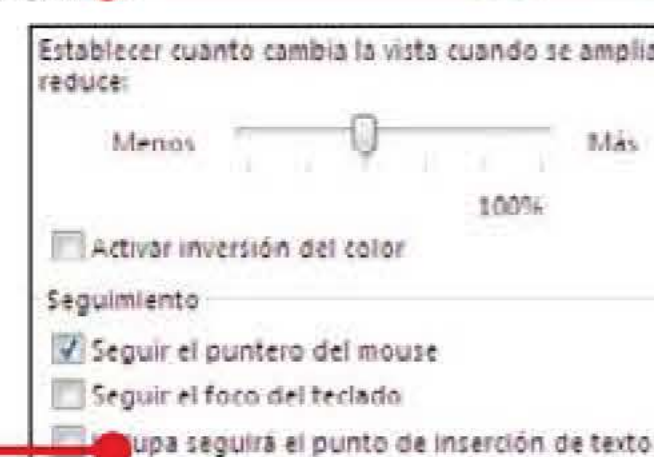 Establecer cuánto cambia la vista cuando se amplía
reduce:
Menos Más
100%
Activar inversión del color
Seguimiento
Seguir el puntero del mouse
Seguir el foco del teclado
upa seguirá el punto de inserción de texto